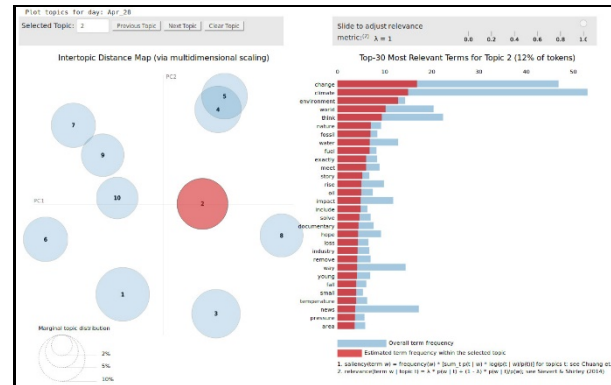 Plot topics for day: Apr_28
Selected Topic: 2 Previous Topic Next Topic Clear Topic
Slide to adjust relevance
metric:(2) λ = 1
0.0 0.2 0.4 0.6 0.8 1.0
Intertopic Distance Map (via multidimensional scaling)
PC2
PC1
5
4
7
9
10
2
6
8
1
3
Marginal topic distribution
2%
5%
10%
Top-30 Most Relevant Terms for Topic 2 (12% of tokens)
0 10 20 30 40 50
change
climate
environment
world
think
nature
fossil
water
fuel
exactly
meet
story
rise
oil
impact
include
solve
documentary
hope
loss
industry
remove
way
young
fall
small
temperature
news
pressure
area
Overall term frequency
Estimated term frequency within the selected topic
1. saliency(term w) = frequency(w) * [sum_t p(t | w) * log(p(t | w)/p(t))] for topics t; see Chuang et.
2. relevance(term w | topic t) = λ * p(w | t) + (1 - λ) * p(w | t)/p(w); see Sievert & Shirley (2014)